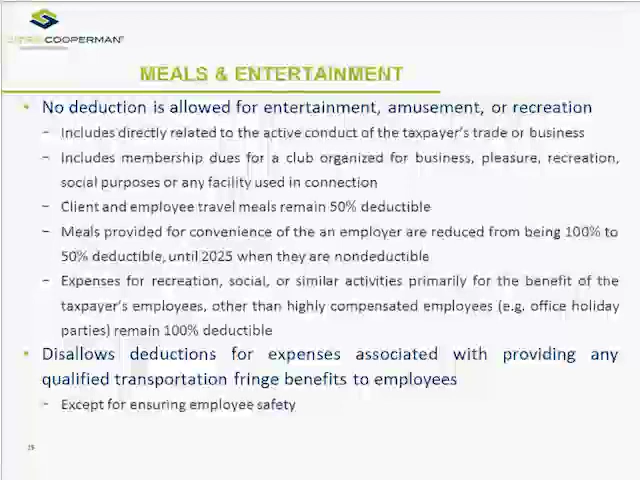 COOPERMAN
MEALS & ENTERTAINMENT
• No deduction is allowed for entertainment, amusement, or recreation
− Includes directly related to the active conduct of the taxpayer's trade or business
− Includes membership dues for a club organized for business, pleasure, recreation,
social purposes or any facility used in connection
− Client and employee travel meals remain 50% deductible
− Meals provided for convenience of the an employer are reduced from being 100% to
50% deductible, until 2025 when they are nondeductible
− Expenses for recreation, social, or similar activities primarily for the benefit of the
taxpayer's employees, other than highly compensated employees (e.g. office holiday
parties) remain 100% deductible
• Disallows deductions for expenses associated with providing any
qualified transportation fringe benefits to employees
− Except for ensuring employee safety